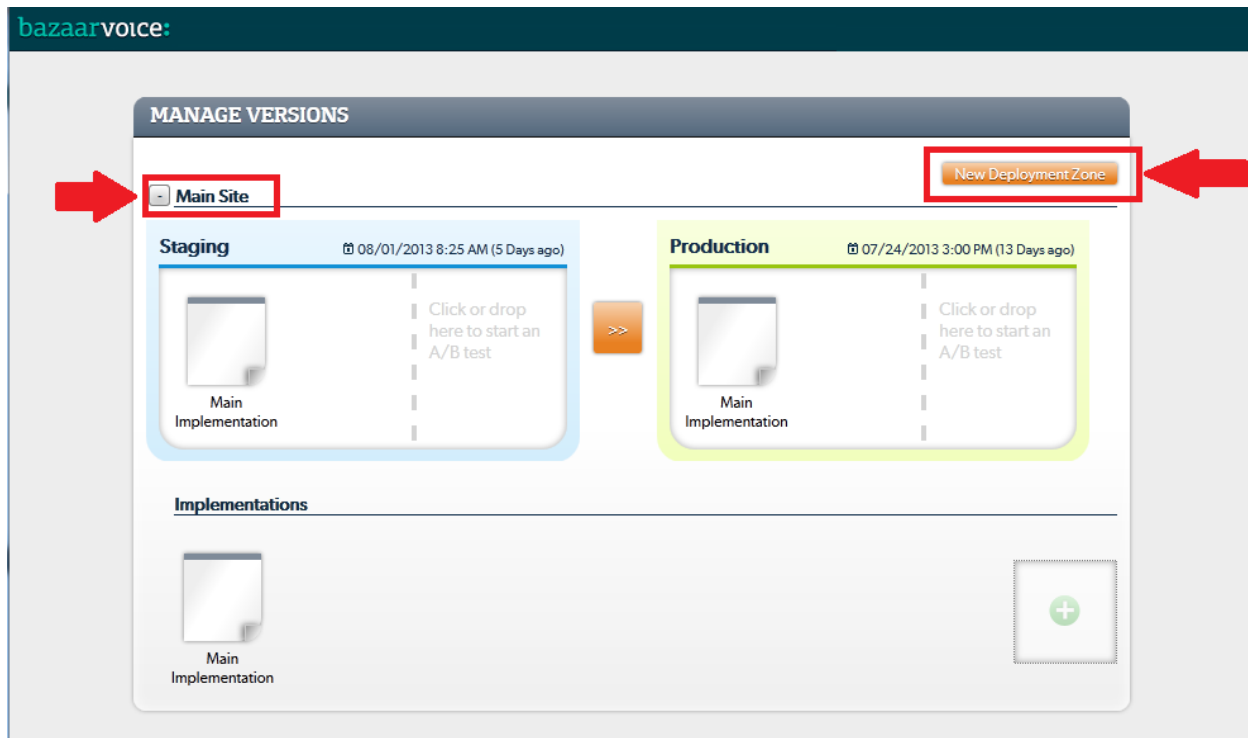 bazaarvoice:
MANAGE VERSIONS
New Deployment Zone
- Main Site
Staging 08/01/2013 8:25 AM (5 Days ago)
Production 07/24/2013 3:00 PM (13 Days ago)
Click or drop
here to start an
A/B test
Main
Implementation
>>
Click or drop
here to start an
A/B test
Main
Implementation
Implementations
Main
Implementation